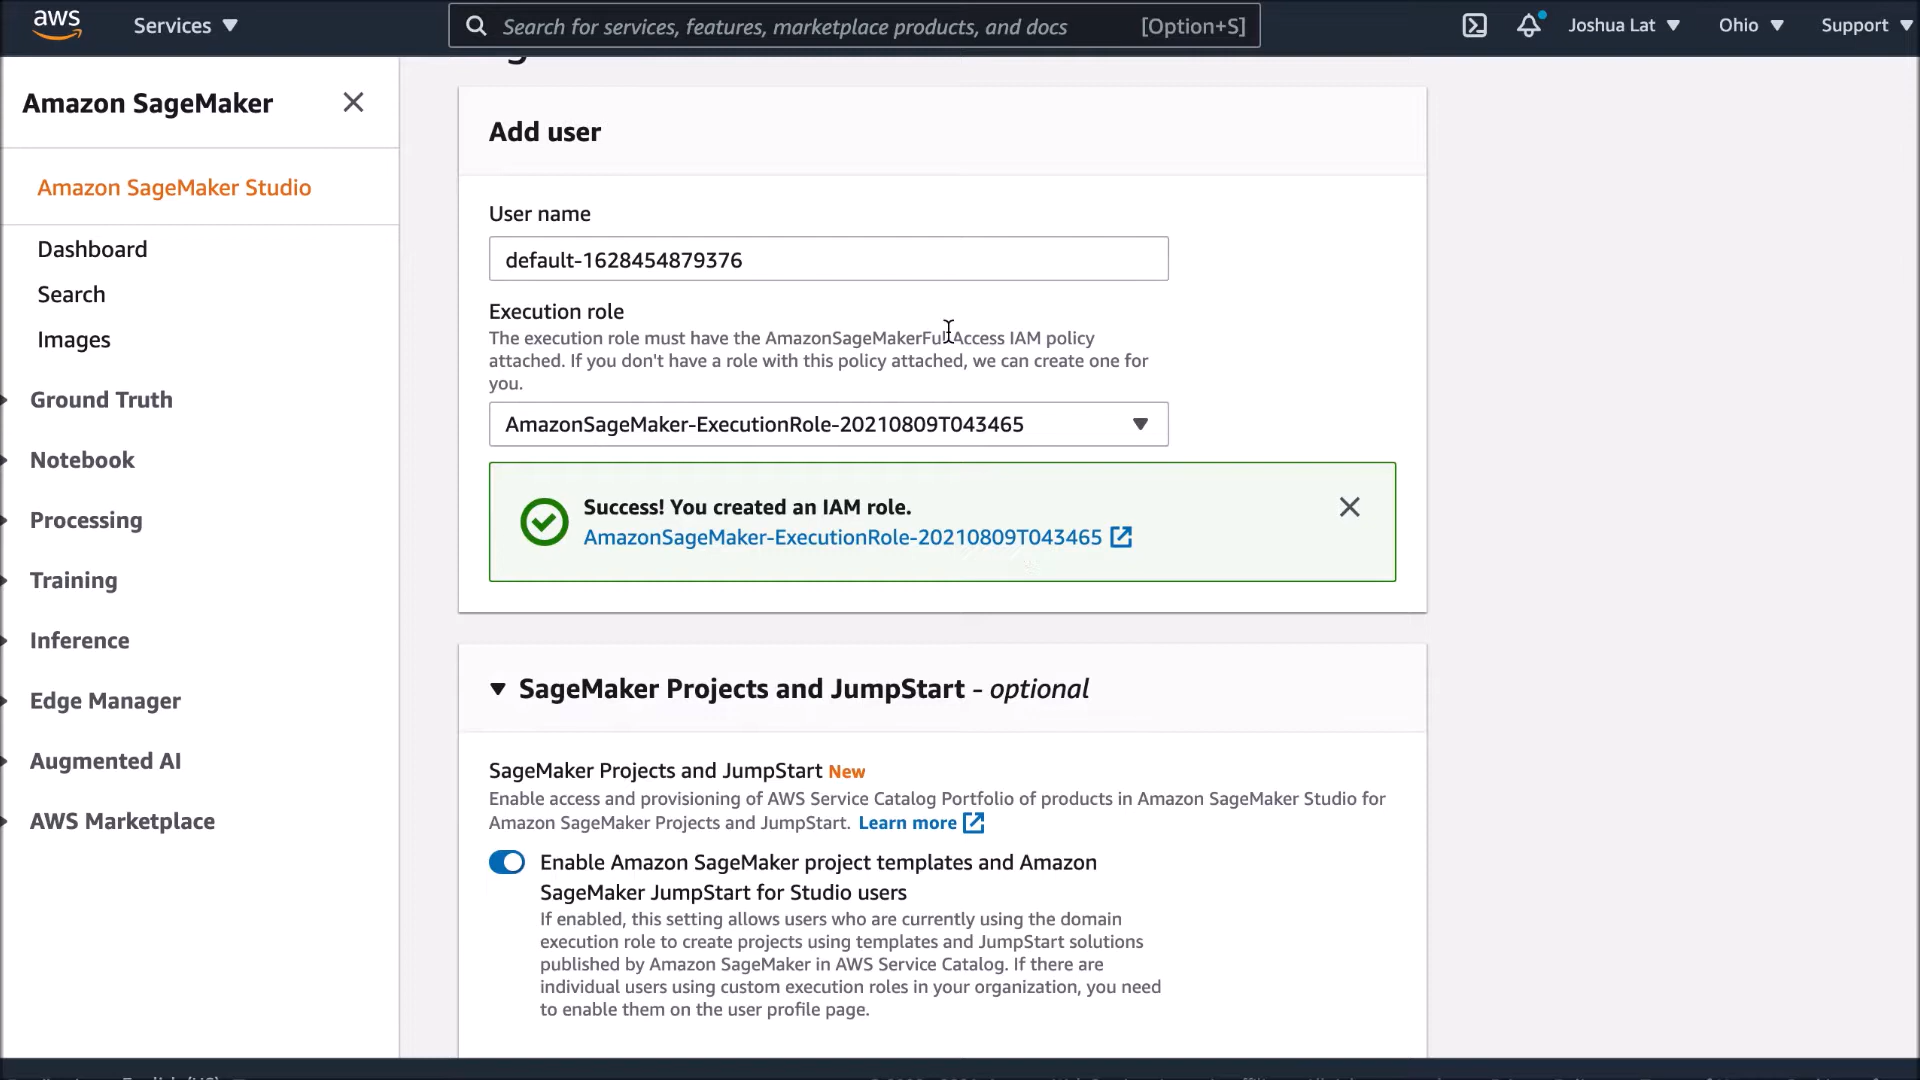 aws
Services
Search for services, features, marketplace products, and docs
[Option+S]
Joshua Lat
Ohio
Support
Amazon SageMaker
Amazon SageMaker Studio
Dashboard
Search
Images
Ground Truth
Notebook
Processing
Training
Inference
Edge Manager
Augmented AI
AWS Marketplace
Add user
User name
default-1628454879376
Execution role
The execution role must have the AmazonSageMakerFullAccess IAM policy
attached. If you don't have a role with this policy attached, we can create one for
you.
AmazonSageMaker-ExecutionRole-20210809T043465
Success! You created an IAM role.
AmazonSageMaker-ExecutionRole-20210809T043465
SageMaker Projects and JumpStart - optional
SageMaker Projects and JumpStart New
Enable access and provisioning of AWS Service Catalog Portfolio of products in Amazon SageMaker Studio for
Amazon SageMaker Projects and JumpStart. Learn more
Enable Amazon SageMaker project templates and Amazon
SageMaker JumpStart for Studio users
If enabled, this setting allows users who are currently using the domain
execution role to create projects using templates and JumpStart solutions
published by Amazon SageMaker in AWS Service Catalog. If there are
individual users using custom execution roles in your organization, you need
to enable them on the user profile page.